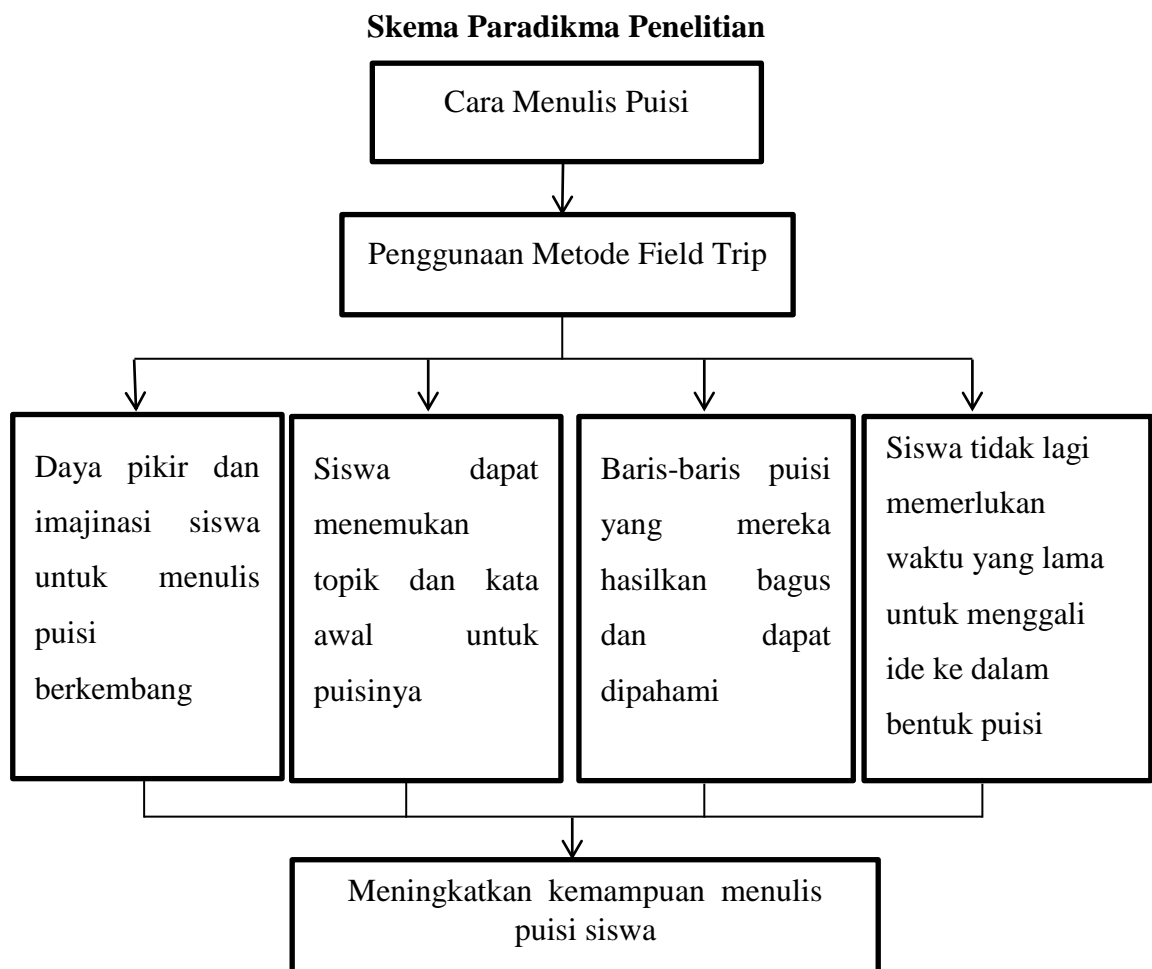 Skema Paradikma Penelitian
Cara Menulis Puisi
Penggunaan Metode Field Trip
Daya pikir dan
imajinasi siswa
untuk menulis
puisi
berkembang
Siswa dapat
menemukan
topik dan kata
awal untuk
puisinya
Baris-baris puisi
yang mereka
hasilkan bagus
dan dapat
dipahami
Siswa tidak lagi
memerlukan
waktu yang lama
untuk menggali
ide ke dalam
bentuk puisi
Meningkatkan kemampuan menulis
puisi siswa